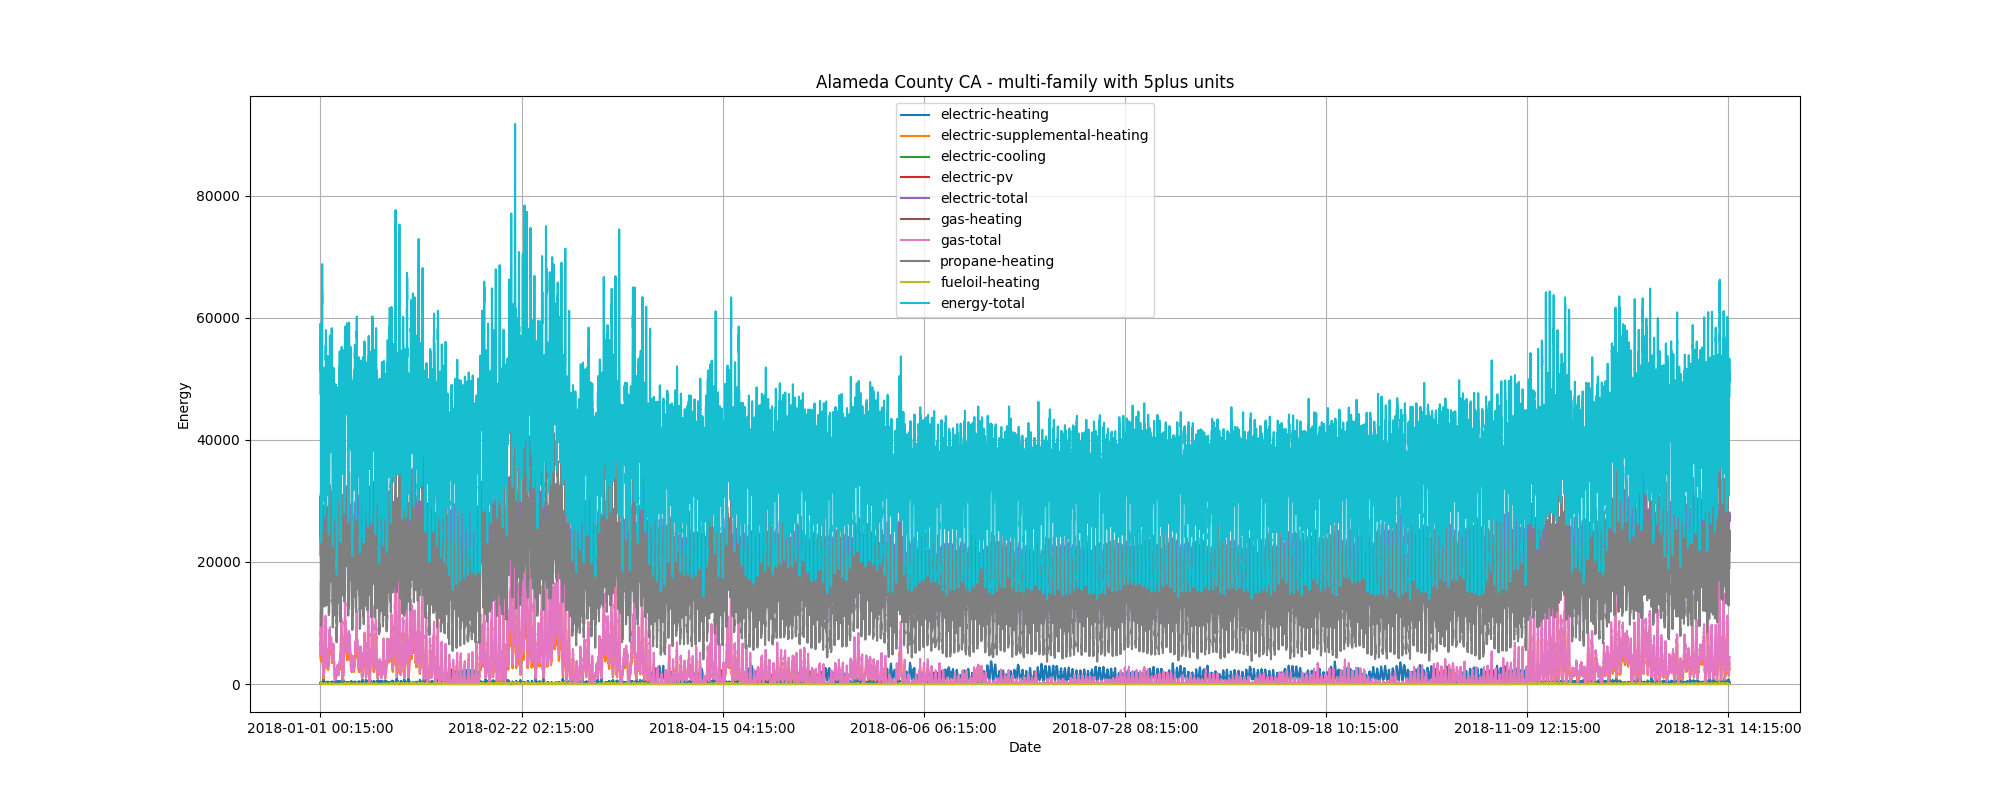 Alameda County CA - multi-family with 5plus units
electric-heating
electric-supplemental-heating
electric-cooling
electric-pv
electric-total
gas-heating
gas-total
propane-heating
fueloil-heating
energy-total
80000
60000
40000
20000
0
Energy
2018-01-01 00:15:00 2018-02-22 02:15:00 2018-04-15 04:15:00 2018-06-06 06:15:00 2018-07-28 08:15:00 2018-09-18 10:15:00 2018-11-09 12:15:00 2018-12-31 14:15:00
Date